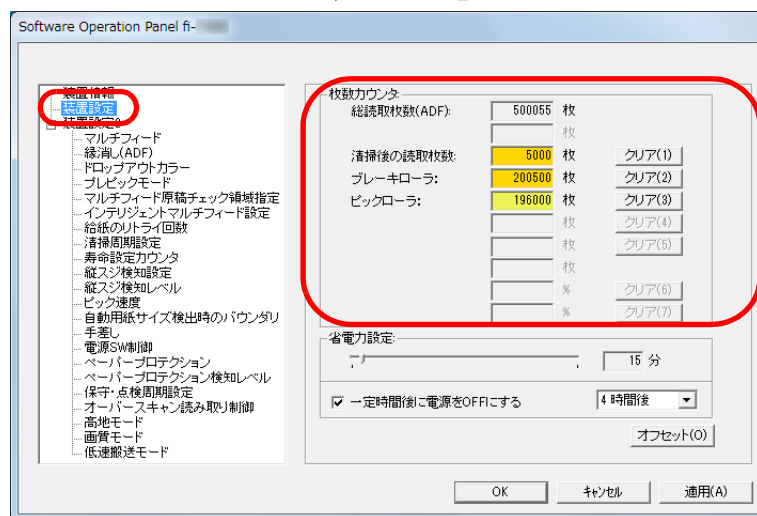 Software Operation Panel fi-
装置情報
装置設定
装置設定2
マルチフィード
縁消し(ADF)
ドロップアウトカラー
プレピックモード
マルチフィード原稿チェック領域指定
インテリジェントマルチフィード設定
給紙のリトライ回数
清掃周期設定
寿命設定カウンタ
縦スジ検知設定
縦スジ検知レベル
ピック速度
自動用紙サイズ検出時のバウンダリ
手差し
電源SW制御
ペーパープロテクション
ペーパープロテクション検知レベル
保守・点検周期設定
オーバースキャン読み取り制御
高地モード
画質モード
低速搬送モード
枚数カウンタ:
総読取枚数(ADF): 500055 枚
枚
清掃後の読取枚数: 5000 枚 クリア(1)
ブレーキローラ: 200500 枚 クリア(2)
ピックローラ: 196000 枚 クリア(3)
枚 クリア(4)
枚 クリア(5)
枚
% クリア(6)
% クリア(7)
省電力設定:
15 分
一定時間後に電源をOFFにする 4 時間後
オフセット(O)
OK キャンセル 適用(A)